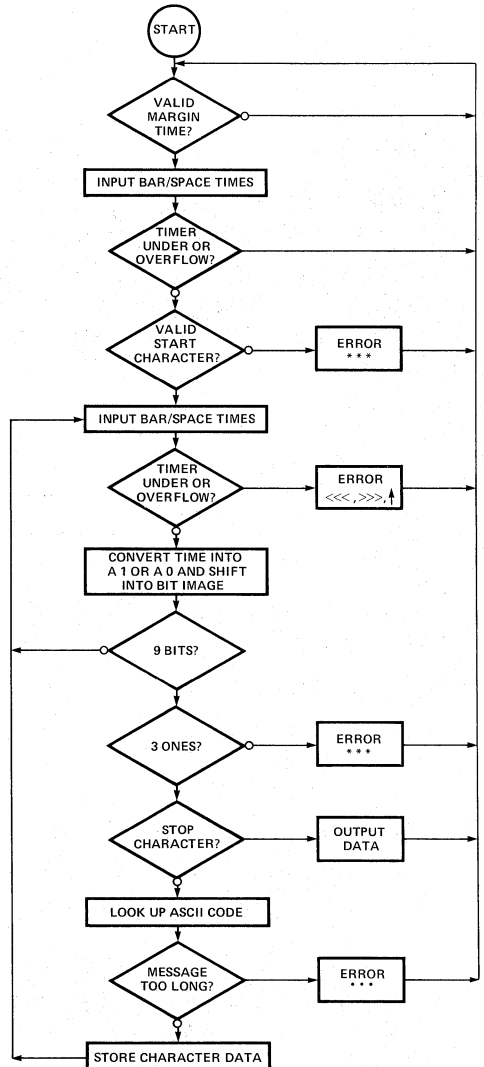 START
VALID
MARGIN
TIME?
INPUT BAR/SPACE TIMES
TIMER
UNDER OR
OVERFLOW?
VALID
START
CHARACTER?
ERROR
* * *
INPUT BAR/SPACE TIMES
TIMER
UNDER OR
OVERFLOW?
ERROR
<<<,>>>,↑
CONVERT TIME INTO
A 1 OR A 0 AND SHIFT
INTO BIT IMAGE
9 BITS?
3 ONES?
ERROR
* * *
STOP
CHARACTER?
OUTPUT
DATA
LOOK UP ASCII CODE
MESSAGE
TOO LONG?
ERROR
• • •
STORE CHARACTER DATA